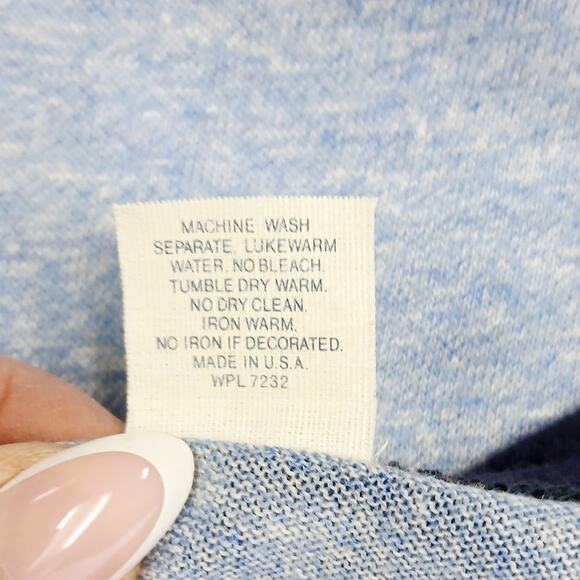 MACHINE WASH
SEPARATE, LUKEWARM
WATER. NO BLEACH.
TUMBLE DRY WARM.
NO DRY CLEAN.
IRON WARM.
NO IRON IF DECORATED.
MADE IN U.S.A.
WPL 7232